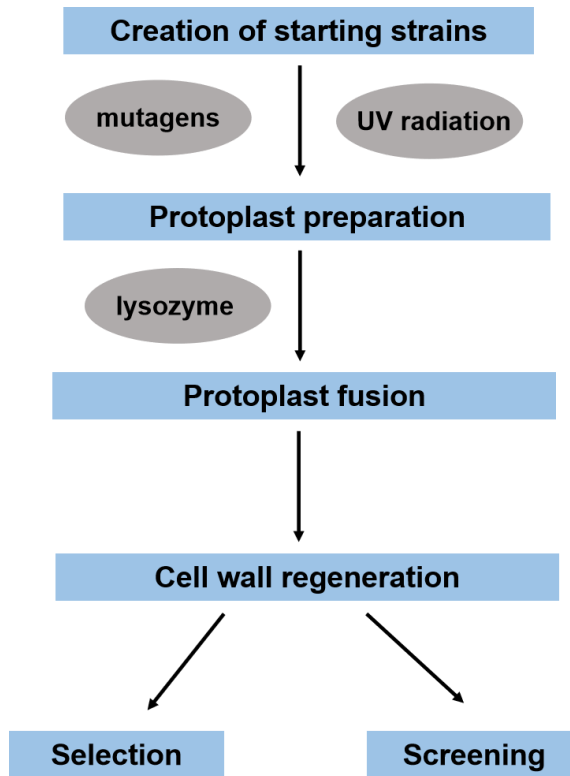 Creation of starting strains
mutagens
UV radiation
Protoplast preparation
lysozyme
Protoplast fusion
Cell wall regeneration
Selection
Screening